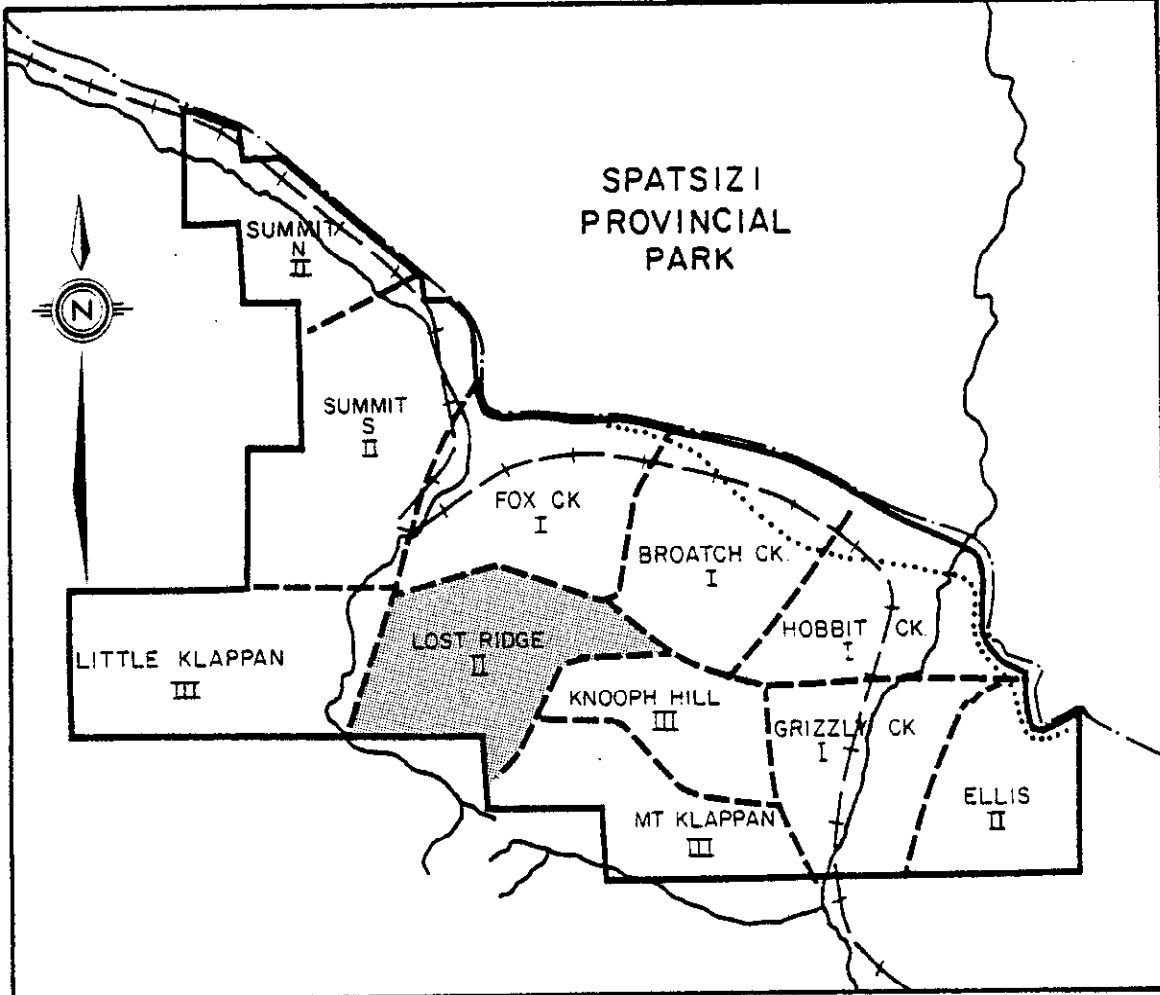 SPATSIZI
PROVINCIAL
PARK
SUMMIT
N
II
N
SUMMIT
S
II
FOX CK
I
BROATCH CK.
I
HOBBIT CK.
I
LOST RIDGE
II
LITTLE KLAPPAN
III
KNOOPH HILL
III
GRIZZLY CK
I
ELLIS
II
MT KLAPPAN
III